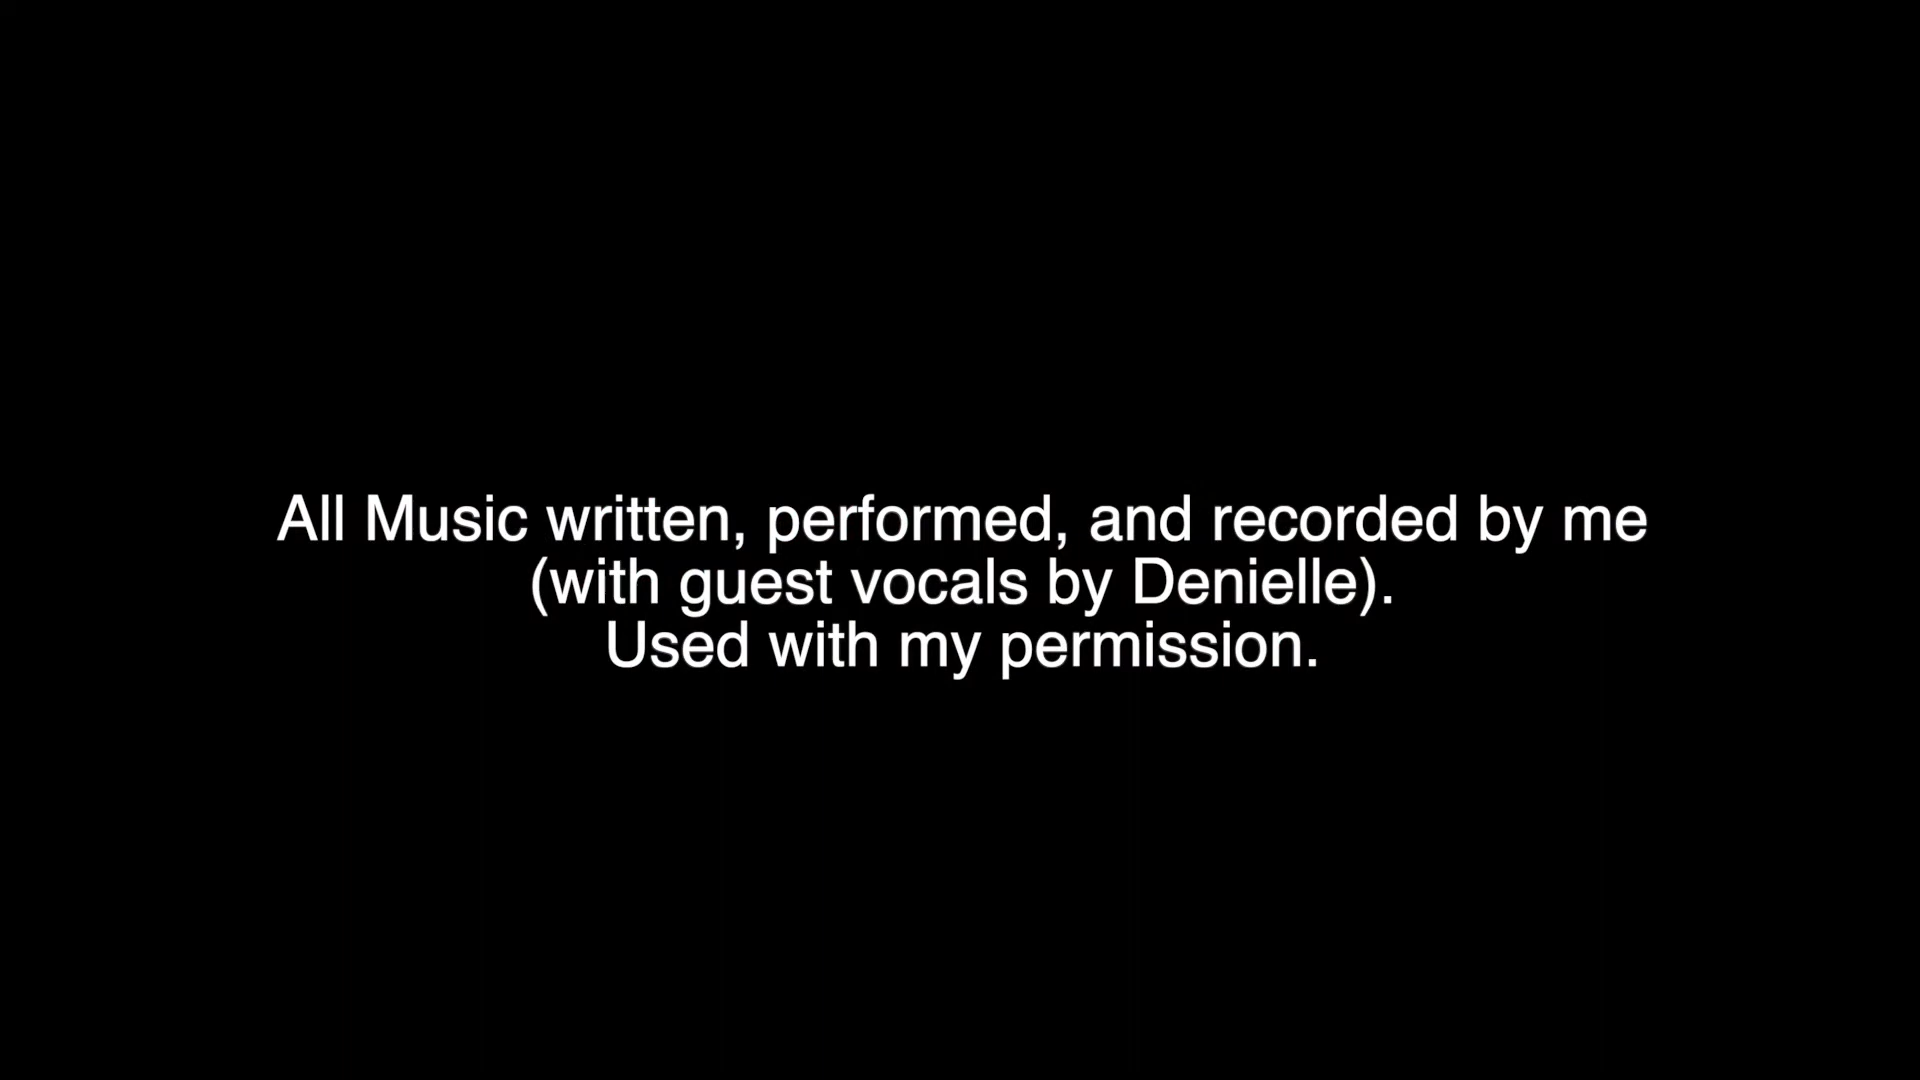 All Music written, performed, and recorded by me
(with guest vocals by Denielle).
Used with my permission.